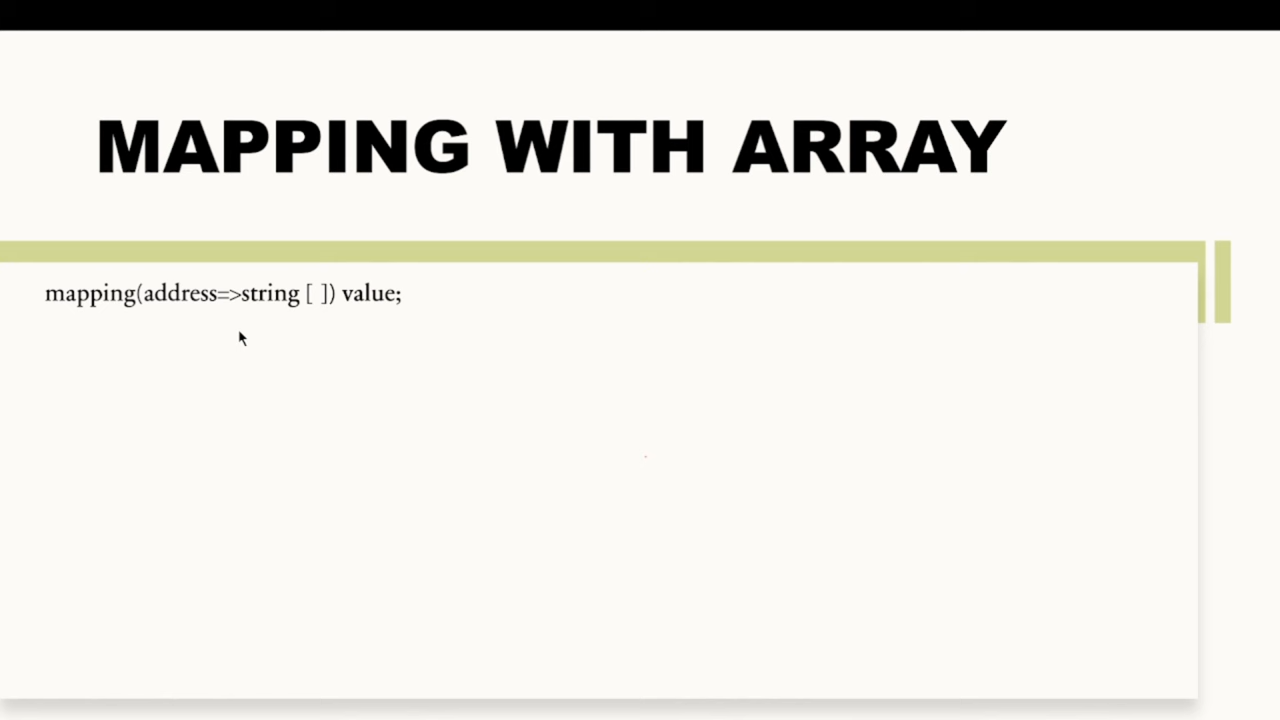 MAPPING WITH ARRAY
mapping(address=>string [ ]) value;